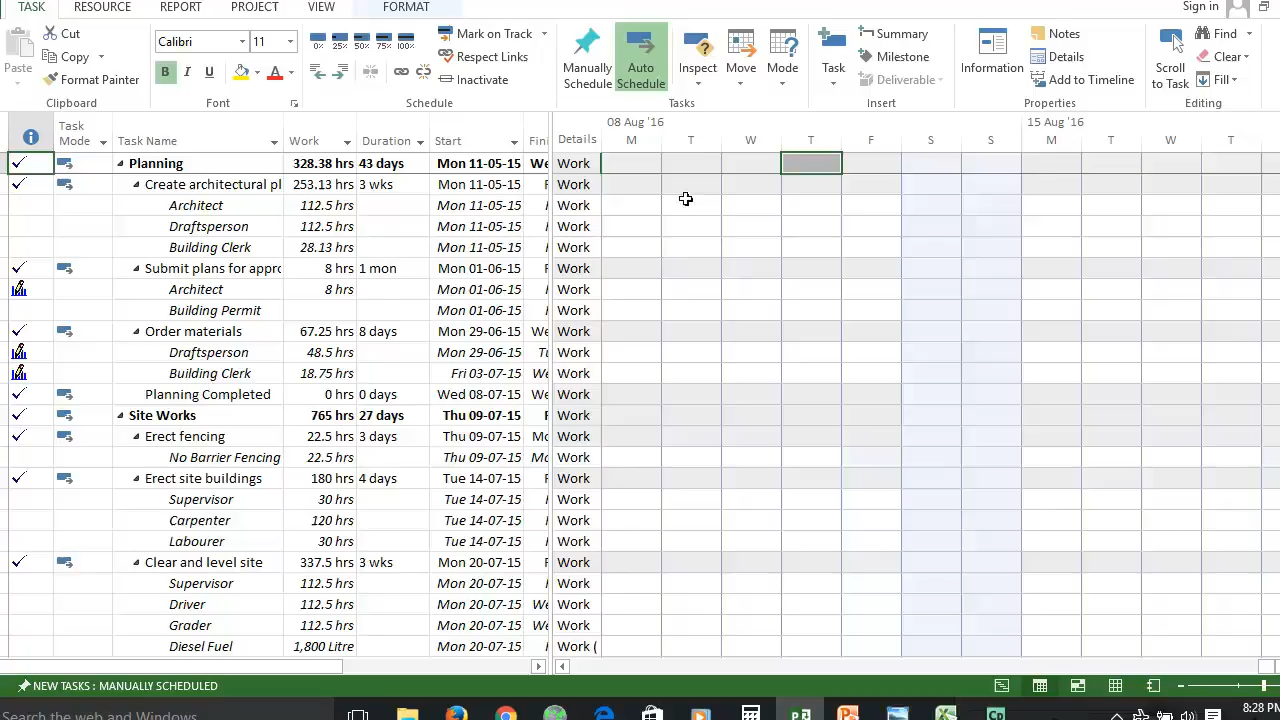 TASK RESOURCE REPORT PROJECT VIEW FORMAT Sign in
Cut Calibri 11 Mark on Track Summary Notes Find
Paste Copy Respect Links Manually Schedule Auto Schedule Inspect Move Mode Task Milestone Information Details Scroll to Task Clear
Format Painter B I U A Inactivate Deliverable Add to Timeline Fill
Clipboard Font Schedule Tasks Insert Properties Editing
08 Aug '16 15 Aug '16
Task Mode Task Name Work Duration Start Fini Details M T W T F S S M T W T
Planning 328.38 hrs 43 days Mon 11-05-15 We Work
Create architectural pl 253.13 hrs 3 wks Mon 11-05-15 F Work
Architect 112.5 hrs Mon 11-05-15 Work
Draftsperson 112.5 hrs Mon 11-05-15 Work
Building Clerk 28.13 hrs Mon 11-05-15 Work
Submit plans for appro 8 hrs 1 mon Mon 01-06-15 F Work
Architect 8 hrs Mon 01-06-15 Work
Building Permit Mon 01-06-15 Work
Order materials 67.25 hrs 8 days Mon 29-06-15 We Work
Draftsperson 48.5 hrs Mon 29-06-15 Tu Work
Building Clerk 18.75 hrs Fri 03-07-15 We Work
Planning Completed 0 hrs 0 days Wed 08-07-15 We Work
Site Works 765 hrs 27 days Thu 09-07-15 F Work
Erect fencing 22.5 hrs 3 days Thu 09-07-15 Mo Work
No Barrier Fencing 22.5 hrs Thu 09-07-15 Mo Work
Erect site buildings 180 hrs 4 days Tue 14-07-15 F Work
Supervisor 30 hrs Tue 14-07-15 Work
Carpenter 120 hrs Tue 14-07-15 Work
Labourer 30 hrs Tue 14-07-15 Work
Clear and level site 337.5 hrs 3 wks Mon 20-07-15 F Work
Supervisor 112.5 hrs Mon 20-07-15 Work
Driver 112.5 hrs Mon 20-07-15 We Work
Grader 112.5 hrs Mon 20-07-15 We Work
Diesel Fuel 1,800 Litre Mon 20-07-15 Work (
NEW TASKS : MANUALLY SCHEDULED
Search the web and Windows 8:28 PM